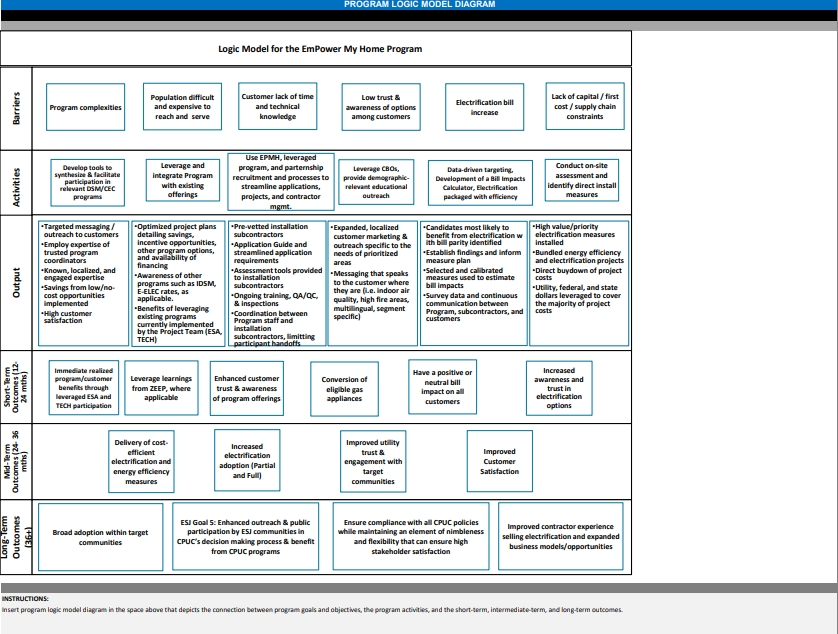 PROGRAM LOGIC MODEL DIAGRAM
Logic Model for the EmPower My Home Program
Barriers
Program complexities
Population difficult
and expensive to
reach and serve
Customer lack of time
and technical
knowledge
Low trust &
awareness of options
among customers
Electrification bill
increase
Lack of capital / first
cost / supply chain
constraints
Activities
Develop tools to
synthesize & facilitate
participation in
relevant DSM/CEC
programs
Leverage and
integrate Program
with existing
offerings
Use EPMH, leveraged
program, and parternship
recruitment and processes to
streamline applications,
projects, and contractor
mgmt.
Leverage CBOs,
provide demographic-
relevant educational
outreach
Data-driven targeting,
Development of a Bill Impacts
Calculator, Electrification
packaged with efficiency
Conduct on-site
assessment and
identify direct install
measures
Output
•Targeted messaging /
outreach to customers
•Employ expertise of
trusted program
coordinators
•Known, localized, and
engaged expertise
•Savings from low/no-
cost opportunities
implemented
•High customer
satisfaction
•Optimized project plans
detailing savings,
incentive opportunities,
other program options,
and availability of
financing
•Awareness of other
programs such as IDSM,
E-ELEC rates, as
applicable.
•Benefits of leveraging
existing programs
currently implemented
by the Project Team (ESA,
TECH)
•Pre-vetted installation
subcontractors
•Application Guide and
streamlined application
requirements
•Assessment tools provided
to installation
subcontractors
•Ongoing training, QA/QC,
& inspections
•Coordination between
Program staff and
installation
subcontractors, limitting
participant handoffs
•Expanded, localized
customer marketing &
outreach specific to the
needs of prioritized
areas
•Messaging that speaks
to the customer where
they are (i.e. indoor air
quality, high fire areas,
multilingual, segment
specific)
•Candidates most likely to
benefit from electrification w
ith bill parity identified
•Establish findings and inform
measure plan
•Selected and calibrated
measures used to estimate
bill impacts
•Survey data and continuous
communication between
Program, subcontractors, and
customers
•High value/priority
electrification measures
installed
•Bundled energy efficiency
and electrification projects
•Direct buydown of project
costs
•Utility, federal, and state
dollars leveraged to cover
the majority of project
costs
Short-Term
Outcomes (12-
24 mths)
Immediate realized
program/customer
benefits through
leveraged ESA and
TECH participation
Leverage learnings
from ZEEP, where
applicable
Enhanced customer
trust & awareness
of program offerings
Conversion of
eligible gas
appliances
Have a positive or
neutral bill
impact on all
customers
Increased
awareness and
trust in
electrification
options
Mid-Term
Outcomes (24- 36
mths)
Delivery of cost-
efficient
electrification and
energy efficiency
measures
Increased
electrification
adoption (Partial
and Full)
Improved utility
trust &
engagement with
target
communities
Improved
Customer
Satisfaction
Long-Term
Outcomes
(36+)
Broad adoption within target
communities
ESJ Goal 5: Enhanced outreach & public
participation by ESJ communities in
CPUC's decision making process & benefit
from CPUC programs
Ensure compliance with all CPUC policies
while maintaining an element of nimbleness
and flexibility that can ensure high
stakeholder satisfaction
Improved contractor experience
selling electrification and expanded
business models/opportunities
INSTRUCTIONS:
Insert program logic model diagram in the space above that depicts the connection between program goals and objectives, the program activities, and the short-term, intermediate-term, and long-term outcomes.